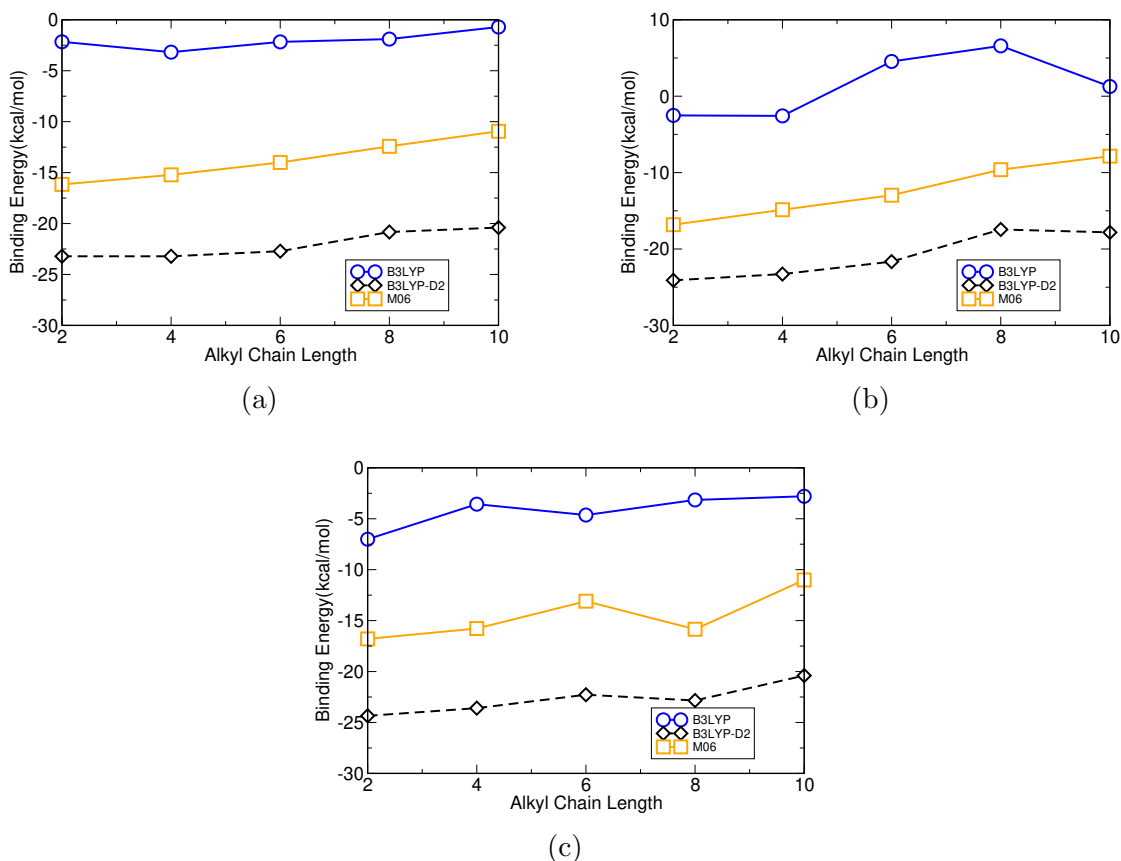 0
-5
-10
-15
-20
-25
-30
Binding Energy(kcal/mol)
2 4 6 8 10
Alkyl Chain Length
B3LYP
B3LYP-D2
M06
(a)
10
0
-10
-20
-30
Binding Energy(kcal/mol)
2 4 6 8 10
Alkyl Chain Length
B3LYP
B3LYP-D2
M06
(b)
0
-5
-10
-15
-20
-25
-30
Binding Energy(kcal/mol)
2 4 6 8 10
Alkyl Chain Length
B3LYP
B3LYP-D2
M06
(c)